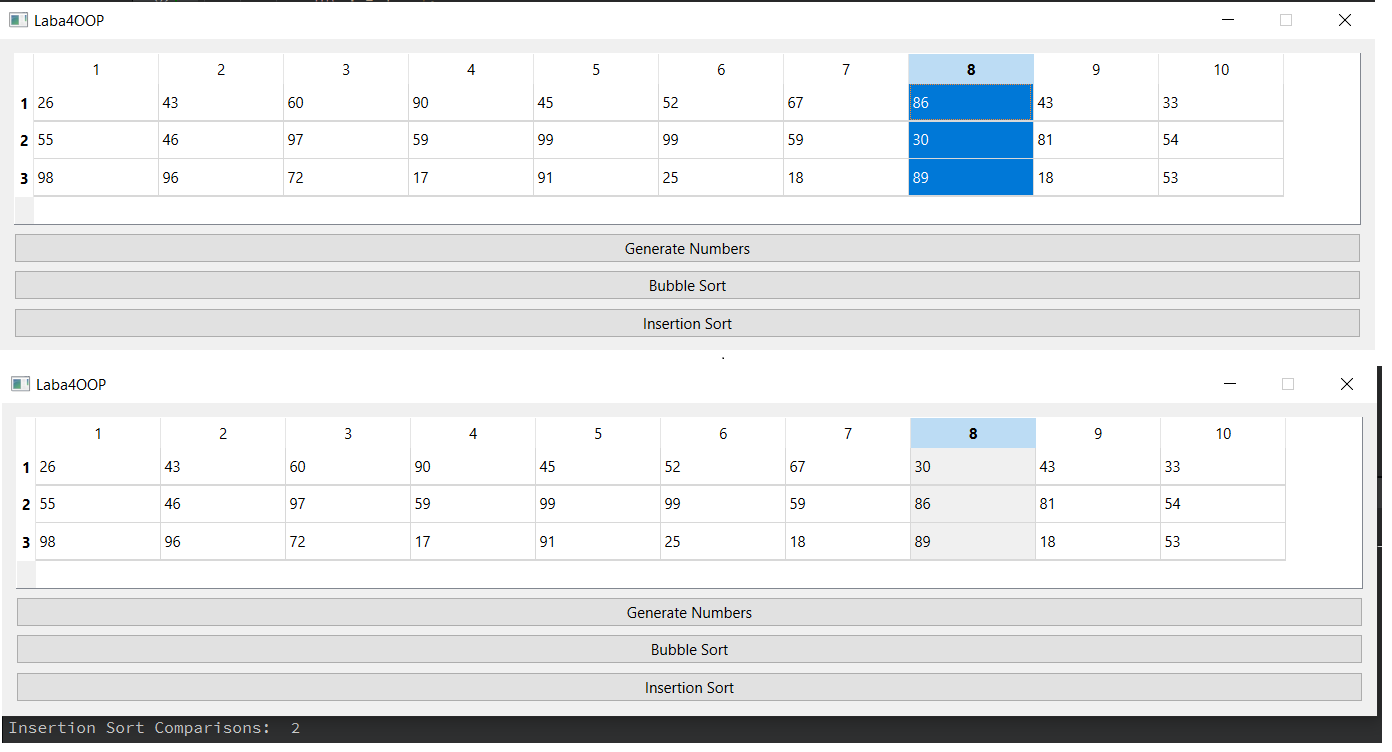 Laba4OOP
1 2 3 4 5 6 7 8 9 10
1 26 43 60 90 45 52 67 86 43 33
2 55 46 97 59 99 99 59 30 81 54
3 98 96 72 17 91 25 18 89 18 53
Generate Numbers
Bubble Sort
Insertion Sort
.
Laba4OOP
1 2 3 4 5 6 7 8 9 10
1 26 43 60 90 45 52 67 30 43 33
2 55 46 97 59 99 99 59 86 81 54
3 98 96 72 17 91 25 18 89 18 53
Generate Numbers
Bubble Sort
Insertion Sort
Insertion Sort Comparisons: 2